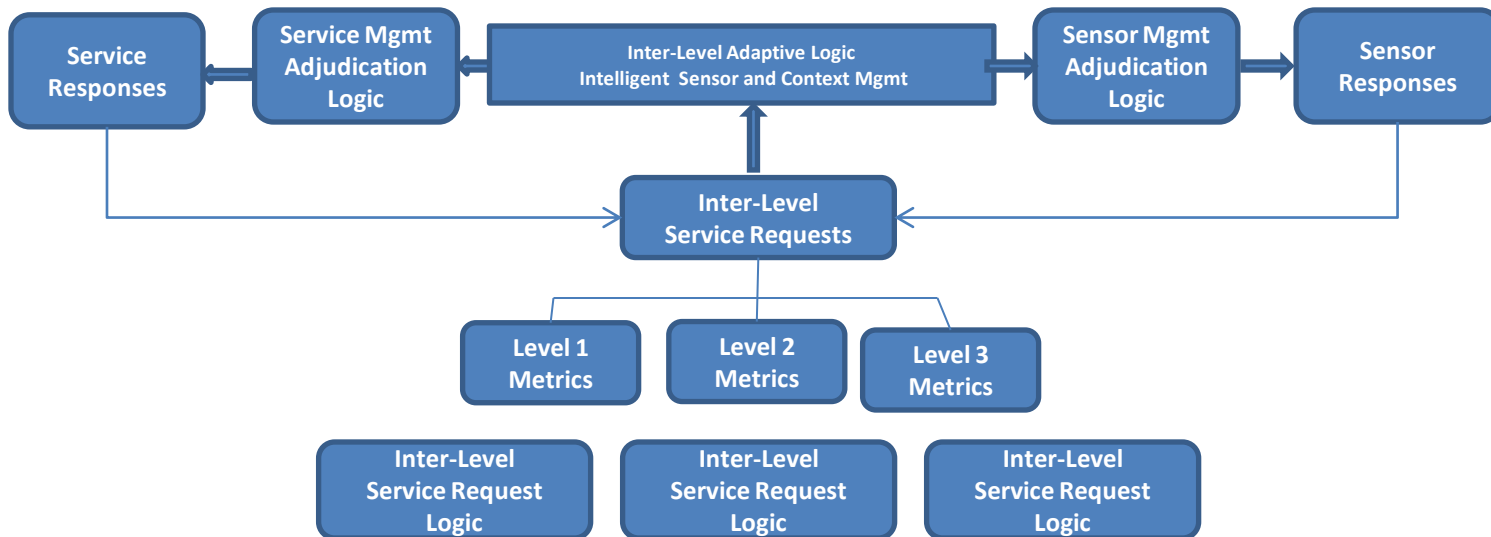 Service
Responses
Service Mgmt
Adjudication
Logic
Inter-Level Adaptive Logic
Intelligent Sensor and Context Mgmt
Sensor Mgmt
Adjudication
Logic
Sensor
Responses
Inter-Level
Service Requests
Level 1
Metrics
Level 2
Metrics
Level 3
Metrics
Inter-Level
Service Request
Logic
Inter-Level
Service Request
Logic
Inter-Level
Service Request
Logic